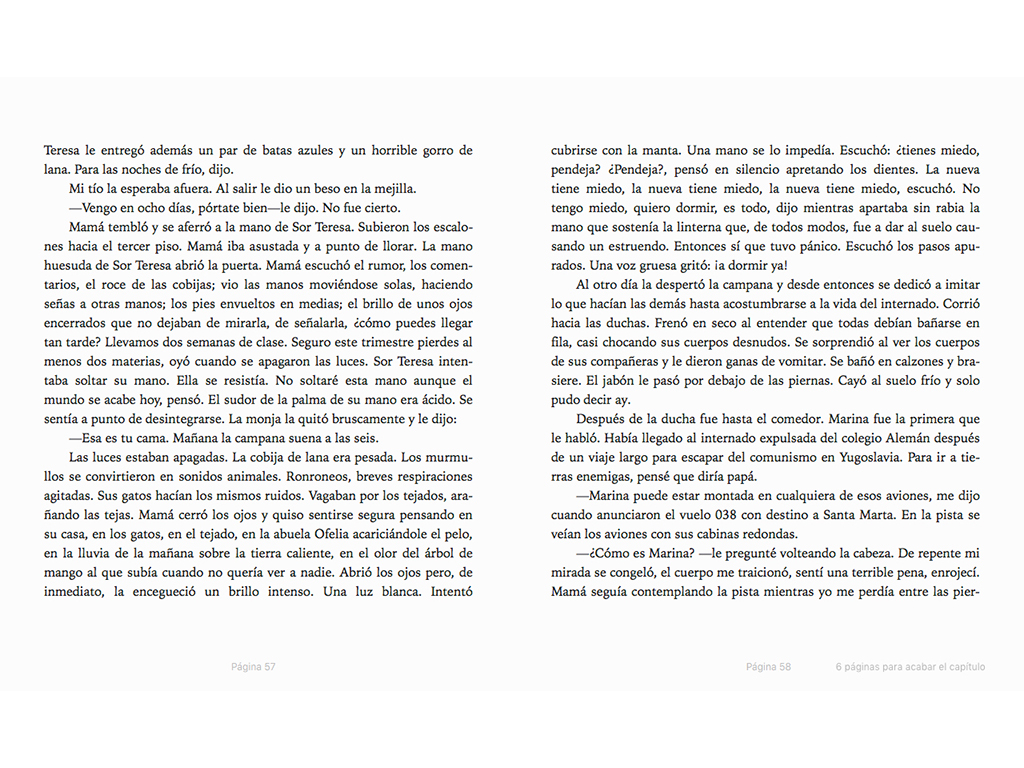 Teresa le entregó además un par de batas azules y un horrible gorro de
lana. Para las noches de frío, dijo.
Mi tío la esperaba afuera. Al salir le dio un beso en la mejilla.
—Vengo en ocho días, pórtate bien—le dijo. No fue cierto.
Mamá tembló y se aferró a la mano de Sor Teresa. Subieron los escalo-
nes hacia el tercer piso. Mamá iba asustada y a punto de llorar. La mano
huesuda de Sor Teresa abrió la puerta. Mamá escuchó el rumor, los comen-
tarios, el roce de las cobijas; vio las manos moviéndose solas, haciendo
señas a otras manos; los pies envueltos en medias; el brillo de unos ojos
encerrados que no dejaban de mirarla, de señalarla, ¿cómo puedes llegar
tan tarde? Llevamos dos semanas de clase. Seguro este trimestre pierdes al
menos dos materias, oyó cuando se apagaron las luces. Sor Teresa inten-
taba soltar su mano. Ella se resistía. No soltaré esta mano aunque el
mundo se acabe hoy, pensó. El sudor de la palma de su mano era ácido. Se
sentía a punto de desintegrarse. La monja la quitó bruscamente y le dijo:
—Esa es tu cama. Mañana la campana suena a las seis.
Las luces estaban apagadas. La cobija de lana era pesada. Los murmu-
llos se convirtieron en sonidos animales. Ronroneos, breves respiraciones
agitadas. Sus gatos hacían los mismos ruidos. Vagaban por los tejados, ara-
ñando las tejas. Mamá cerró los ojos y quiso sentirse segura pensando en
su casa, en los gatos, en el tejado, en la abuela Ofelia acariciándole el pelo,
en la lluvia de la mañana sobre la tierra caliente, en el olor del árbol de
mango al que subía cuando no quería ver a nadie. Abrió los ojos pero, de
inmediato, la encegueció un brillo intenso. Una luz blanca. Intentó
Página 57
cubrirse con la manta. Una mano se lo impedía. Escuchó: ¿tienes miedo,
pendeja? ¿Pendeja?, pensó en silencio apretando los dientes. La nueva
tiene miedo, la nueva tiene miedo, la nueva tiene miedo, escuchó. No
tengo miedo, quiero dormir, es todo, dijo mientras apartaba sin rabia la
mano que sostenía la linterna que, de todos modos, fue a dar al suelo cau-
sando un estruendo. Entonces sí que tuvo pánico. Escuchó los pasos apu-
rados. Una voz gruesa gritó: ¡a dormir ya!
Al otro día la despertó la campana y desde entonces se dedicó a imitar
lo que hacían las demás hasta acostumbrarse a la vida del internado. Corrió
hacia las duchas. Frenó en seco al entender que todas debían bañarse en
fila, casi chocando sus cuerpos desnudos. Se sorprendió al ver los cuerpos
de sus compañeras y le dieron ganas de vomitar. Se bañó en calzones y bra-
siere. El jabón le pasó por debajo de las piernas. Cayó al suelo frío y solo
pudo decir ay.
Después de la ducha fue hasta el comedor. Marina fue la primera que
le habló. Había llegado al internado expulsada del colegio Alemán después
de un viaje largo para escapar del comunismo en Yugoslavia. Para ir a tie-
rras enemigas, pensé que diría papá.
—Marina puede estar montada en cualquiera de esos aviones, me dijo
cuando anunciaron el vuelo 038 con destino a Santa Marta. En la pista se
veían los aviones con sus cabinas redondas.
—¿Cómo es Marina? —le pregunté volteando la cabeza. De repente mi
mirada se congeló, el cuerpo me traicionó, sentí una terrible pena, enrojecí.
Mamá seguía contemplando la pista mientras yo me perdía entre las pier-
Página 58
6 páginas para acabar el capítulo